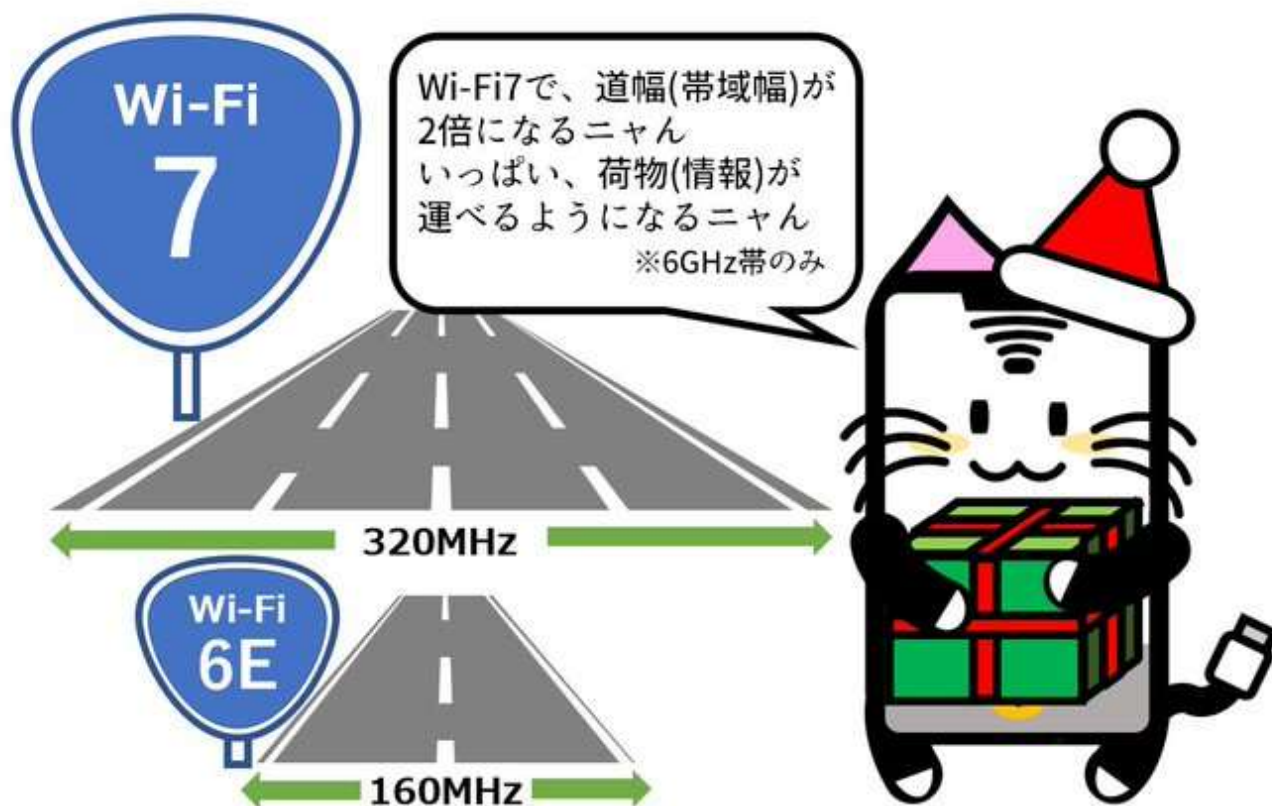 Wi-Fi
7
Wi-Fi7で、道幅(帯域幅)が
2倍になるニャん
いっぱい、荷物(情報)が
運べるようになるニャん
※6GHz帯のみ
320MHz
Wi-Fi
6E
160MHz